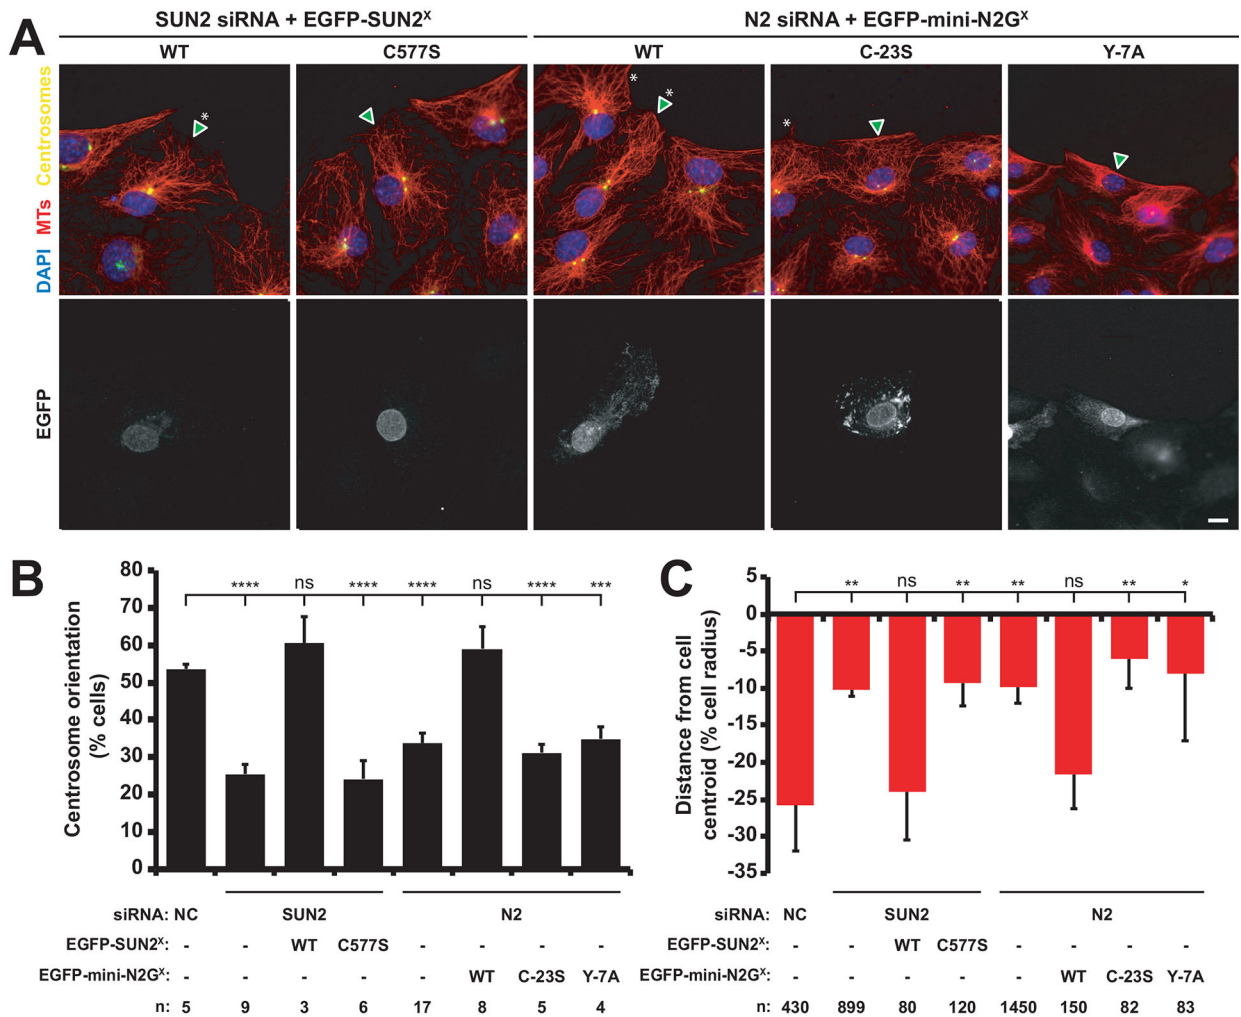 A
SUN2 siRNA + EGFP-SUN2ˣ
N2 siRNA + EGFP-mini-N2Gˣ
WT
C577S
WT
C-23S
Y-7A
DAPI MTs Centrosomes
*
*
*
*
EGFP
B
Centrosome orientation
(% cells)
80
70
60
50
40
30
20
10
0
**** ns **** **** ns **** ***
siRNA: NC SUN2 N2
EGFP-SUN2ˣ: - - WT C577S - - - -
EGFP-mini-N2Gˣ: - - - - - WT C-23S Y-7A
n: 5 9 3 6 17 8 5 4
C
Distance from cell
centroid (% cell radius)
5
0
-5
-10
-15
-20
-25
-30
-35
** ns ** ** ns ** *
siRNA: NC SUN2 N2
EGFP-SUN2ˣ: - - WT C577S - - - -
EGFP-mini-N2Gˣ: - - - - - WT C-23S Y-7A
n: 430 899 80 120 1450 150 82 83